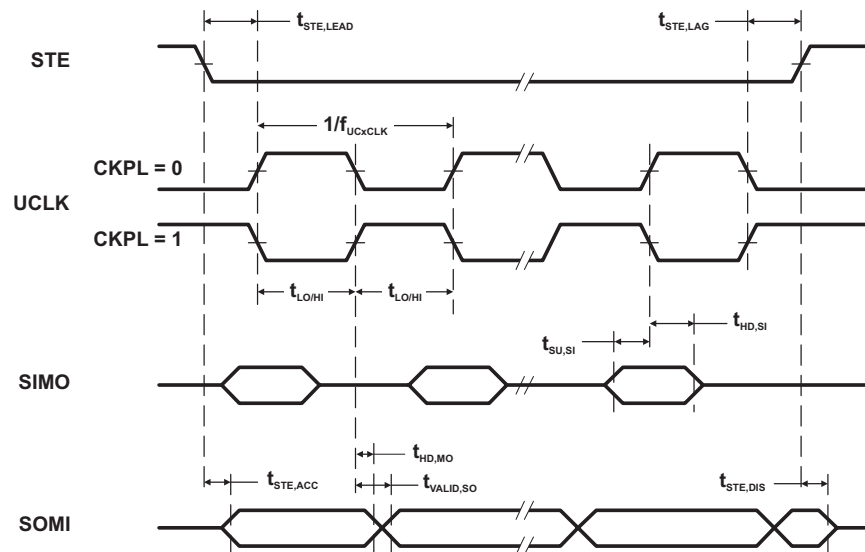 tSTE,LEAD
tSTE,LAG
STE
1/fUCxCLK
CKPL = 0
UCLK
CKPL = 1
tLO/HI
tLO/HI
tSU,SI
tHD,SI
SIMO
tSTE,ACC
tHD,MO
tVALID,SO
tSTE,DIS
SOMI